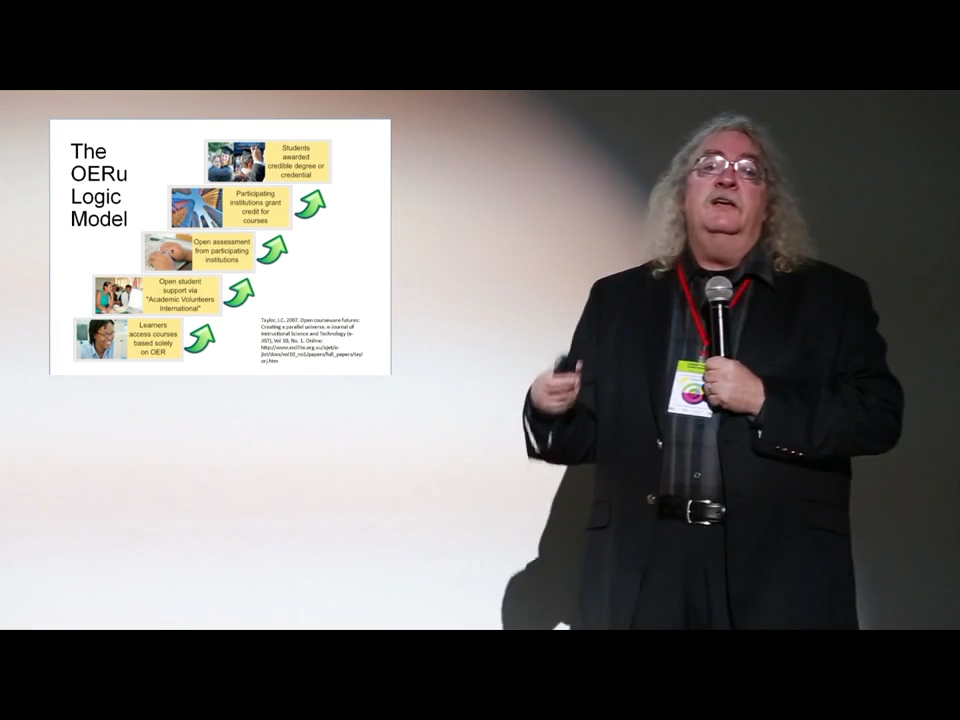 The
OERu
Logic
Model
Students
awarded
credible degree or
credential
Participating
institutions grant
credit for
courses
Open assessment
from participating
institutions
Open student
support via
"Academic Volunteers
International"
Learners
access courses
based solely
on OER
Taylor, J.C. 2007. Open courseware futures:
Creating a parallel universe. e-Journal of
Instructional Science and Technology (e-
JIST), Vol 10, No. 1. Online: